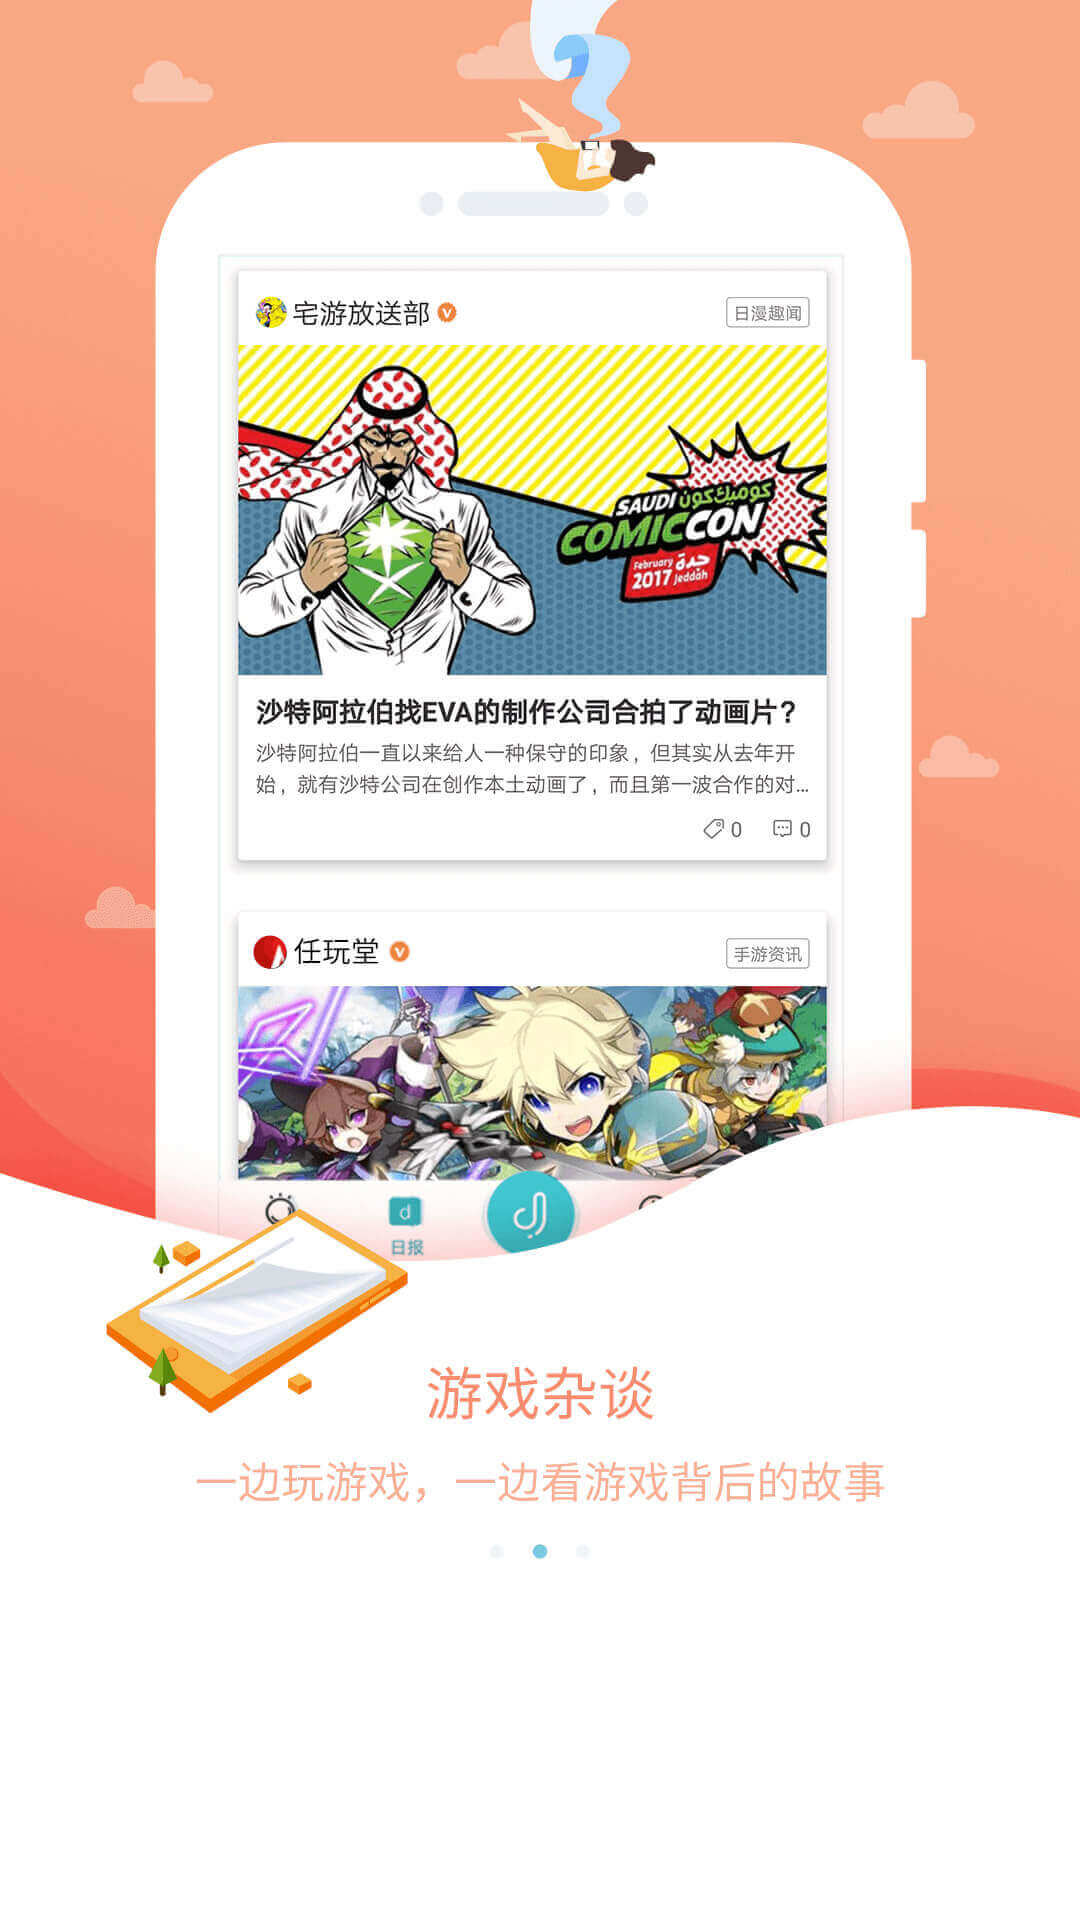 宅游放送部
日漫趣闻
SAUDI كوميك كون
COMICCON
February جدة
2017 Jeddah
沙特阿拉伯找EVA的制作公司合拍了动画片？
沙特阿拉伯一直以来给人一种保守的印象，但其实从去年开
始，就有沙特公司在创作本土动画了，而且第一波合作的对...
0 0
任玩堂
手游资讯
d
日报
游戏杂谈
一边玩游戏，一边看游戏背后的故事